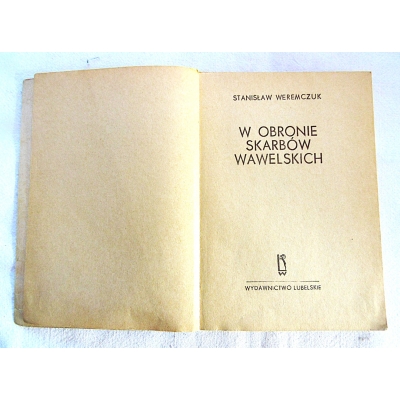 STANISŁAW WEREMCZUK
W OBRONIE
SKARBÓW
WAWELSKICH
WYDAWNICTWO LUBELSKIE